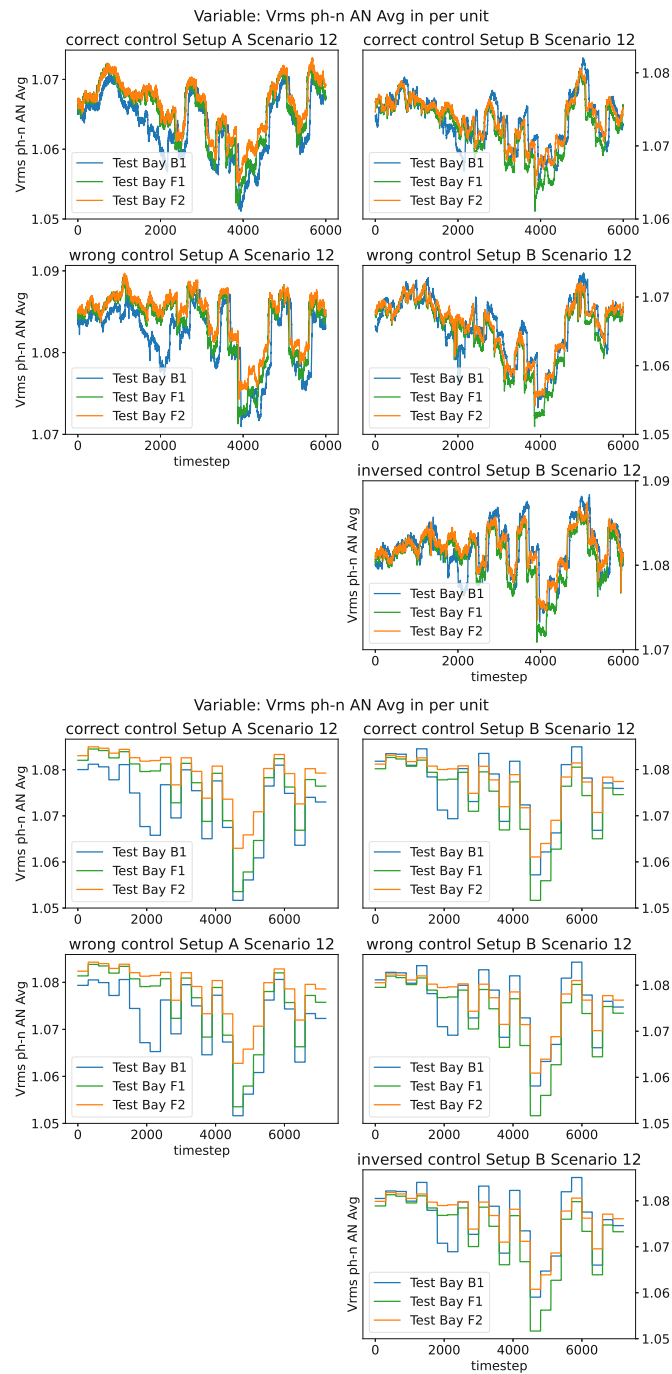 Variable: Vrms ph-n AN Avg in per unit
correct control Setup A Scenario 12
correct control Setup B Scenario 12
Vrms ph-n AN Avg
1.07
1.06
1.05
1.08
1.07
1.06
Test Bay B1
Test Bay F1
Test Bay F2
Test Bay B1
Test Bay F1
Test Bay F2
0 2000 4000 6000
0 2000 4000 6000
wrong control Setup A Scenario 12
wrong control Setup B Scenario 12
Vrms ph-n AN Avg
1.09
1.08
1.07
1.07
1.06
1.05
Test Bay B1
Test Bay F1
Test Bay F2
Test Bay B1
Test Bay F1
Test Bay F2
0 2000 4000 6000
timestep
0 2000 4000 6000
inversed control Setup B Scenario 12
Vrms ph-n AN Avg
1.09
1.08
1.07
Test Bay B1
Test Bay F1
Test Bay F2
0 2000 4000 6000
timestep
Variable: Vrms ph-n AN Avg in per unit
correct control Setup A Scenario 12
correct control Setup B Scenario 12
Vrms ph-n AN Avg
1.08
1.07
1.06
1.05
1.08
1.07
1.06
1.05
Test Bay B1
Test Bay F1
Test Bay F2
Test Bay B1
Test Bay F1
Test Bay F2
0 2000 4000 6000
0 2000 4000 6000
wrong control Setup A Scenario 12
wrong control Setup B Scenario 12
Vrms ph-n AN Avg
1.08
1.07
1.06
1.05
1.08
1.07
1.06
1.05
Test Bay B1
Test Bay F1
Test Bay F2
Test Bay B1
Test Bay F1
Test Bay F2
0 2000 4000 6000
timestep
0 2000 4000 6000
inversed control Setup B Scenario 12
Vrms ph-n AN Avg
1.08
1.07
1.06
1.05
Test Bay B1
Test Bay F1
Test Bay F2
0 2000 4000 6000
timestep